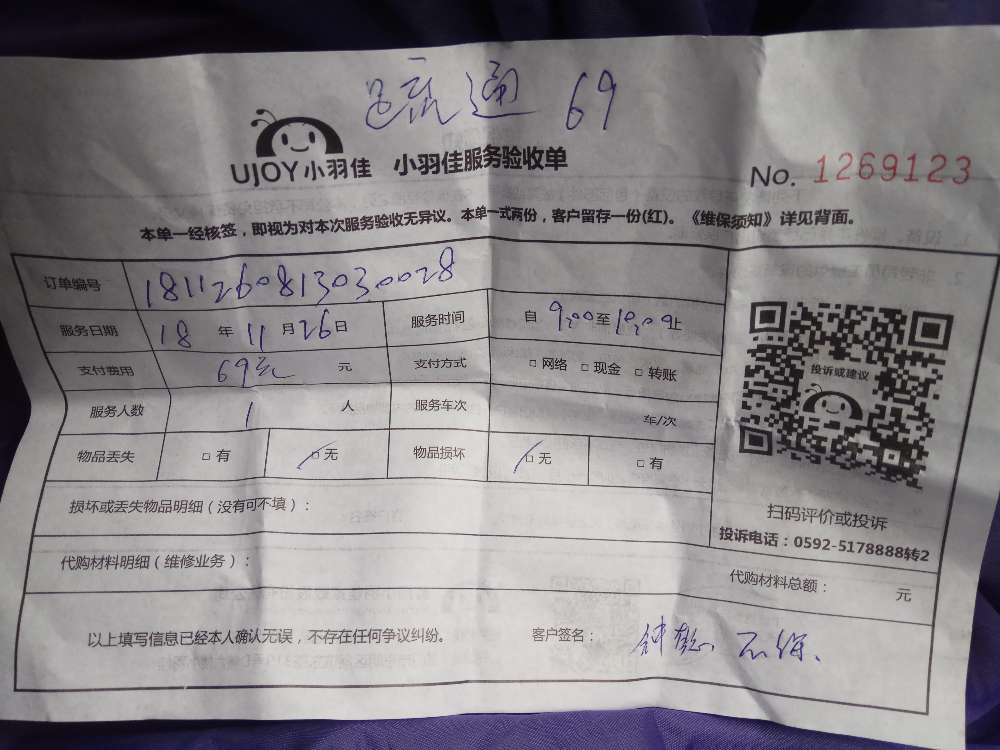 疏通 69
UJOY小羽佳 小羽佳服务验收单
No. 1269123
本单一经核签，即视为对本次服务验收无异议。本单一式两份，客户留存一份(红)。《维保须知》详见背面。
订单编号 1811260813030028
服务日期 18 年 11 月 26 日 服务时间 自 9:00 至 10:00 止
支付费用 69元 元 支付方式 □ 网络 □ 现金 □ 转账
服务人数 1 人 服务车次 车/次
物品丢失 □ 有 □ 无 物品损坏 □ 无 □ 有
投诉或建议
扫码评价或投诉
投诉电话：0592-5178888转2
损坏或丢失物品明细（没有可不填）：
代购材料明细（维修业务）：
代购材料总额： 元
以上填写信息已经本人确认无误，不存在任何争议纠纷。 客户签名： 钟 不保、